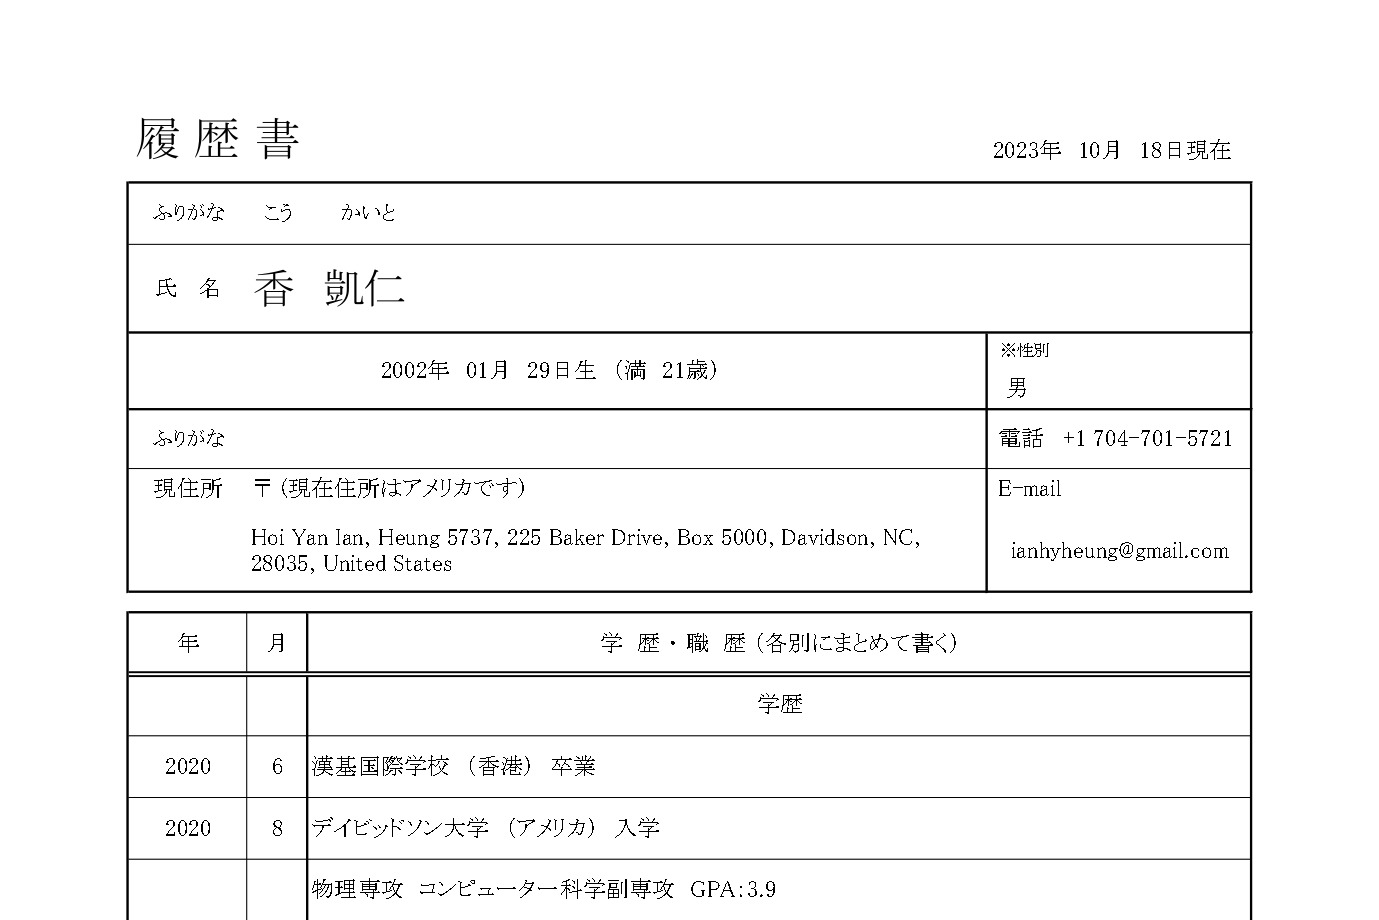 履歴書
2023年 10月 18日現在
ふりがな こう かいと
氏 名 香 凱仁
2002年 01月 29日生 （満 21歳）
※性別
男
ふりがな
電話 +1 704-701-5721
現住所 〒（現在住所はアメリカです）
E-mail
Hoi Yan Ian, Heung 5737, 225 Baker Drive, Box 5000, Davidson, NC,
28035, United States
ianhyheung@gmail.com
年 月 学 歴・職 歴（各別にまとめて書く）
学歴
2020 6 漢基国際学校 （香港） 卒業
2020 8 デイビッドソン大学 （アメリカ） 入学
物理専攻 コンピューター科学副専攻 GPA：3.9